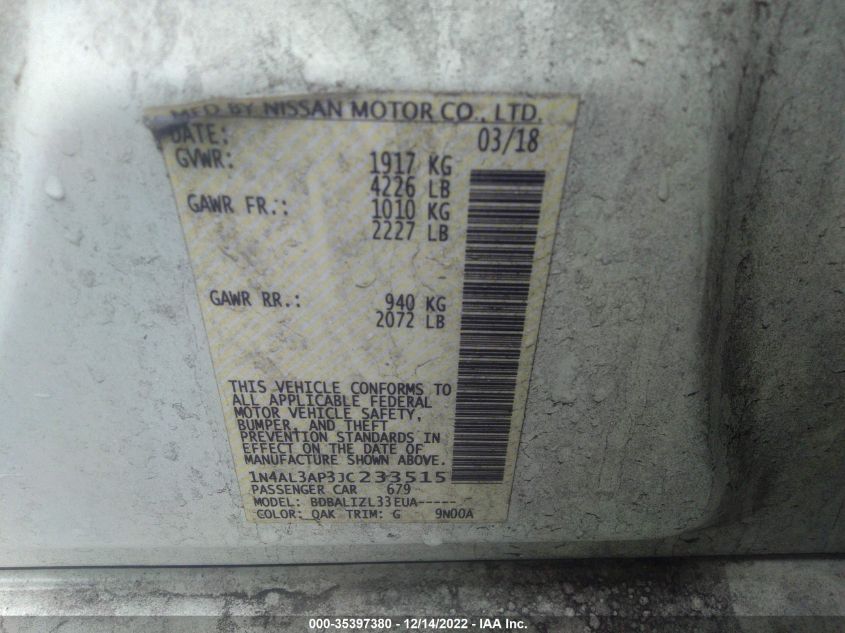 MFD BY NISSAN MOTOR CO., LTD.
DATE: 03/18
GVWR: 1917 KG
4226 LB
GAWR FR.: 1010 KG
2227 LB
GAWR RR.: 940 KG
2072 LB
THIS VEHICLE CONFORMS TO
ALL APPLICABLE FEDERAL
MOTOR VEHICLE SAFETY,
BUMPER, AND THEFT
PREVENTION STANDARDS IN
EFFECT ON THE DATE OF
MANUFACTURE SHOWN ABOVE.
1N4AL3AP3JC233515
PASSENGER CAR 679
MODEL: BDBALIZL33EUA-----
COLOR: QAK TRIM: G 9N00A
000-35397380 - 12/14/2022 - IAA Inc.